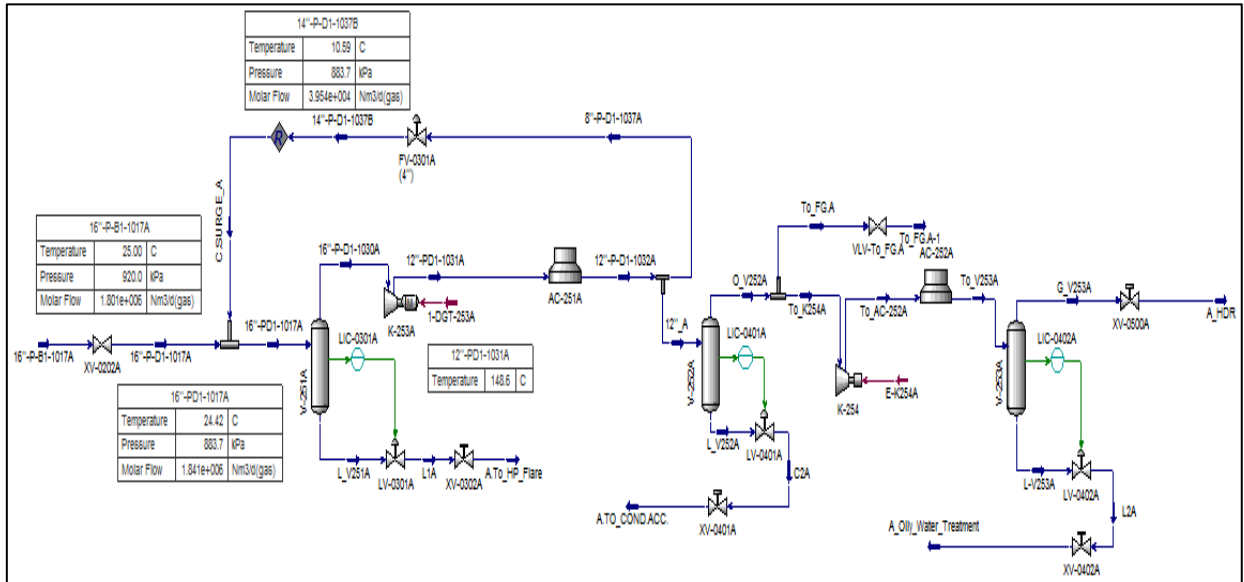 14"-P-D1-1037B
Temperature 10.59 C
Pressure 883.7 kPa
Molar Flow 3.954e+004 Nm3/d(gas)
14"-P-D1-1037B
8"-P-D1-1037A
R
FV-0301A
(4")
C.SURGE_A
16"-P-B1-1017A
Temperature 25.00 C
Pressure 920.0 kPa
Molar Flow 1.801e+006 Nm3/d(gas)
16"-P-D1-1030A
12"-PD1-1031A
12"-P-D1-1032A
AC-251A
K-253A
1-DGT-253A
To_FG.A
VLV-To_FG.A
To_FG.A-1
AC-252A
O_V252A
To_K254A
To_AC-252A
To_V253A
G_V253A
XV-0500A
A_HDR
16"-P-B1-1017A
XV-0202A
16"-P-D1-1017A
16"-PD1-1017A
V-251A
LIC-0301A
12"_A
V-252A
LIC-0401A
K-254
E-K254A
V-253A
LIC-0402A
12"-PD1-1031A
Temperature 148.6 C
16"-PD1-1017A
Temperature 24.42 C
Pressure 883.7 kPa
Molar Flow 1.841e+006 Nm3/d(gas)
L_V251A
LV-0301A
L1A
XV-0302A
A.To_HP_Flare
L_V252A
LV-0401A
C2A
L-V253A
LV-0402A
L2A
A.TO_COND.ACC.
XV-0401A
A_Oily_Water_Treatment
XV-0402A